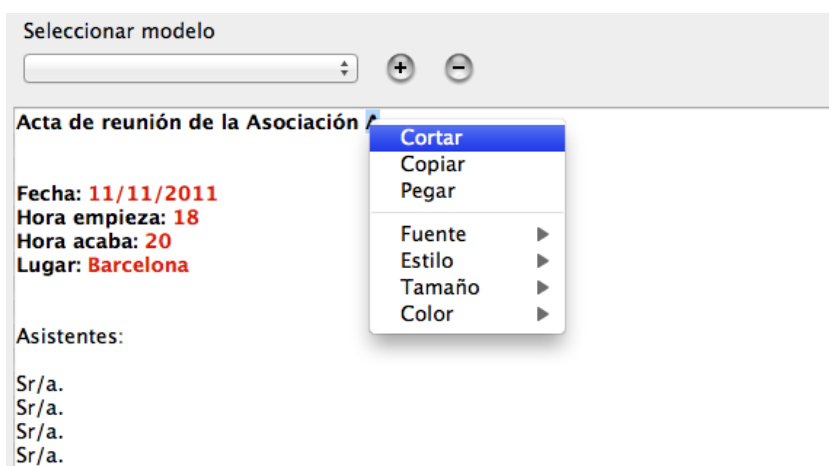 Seleccionar modelo
Acta de reunión de la Asociación A
Cortar
Copiar
Pegar
Fuente
Estilo
Tamaño
Color
Fecha: 11/11/2011
Hora empieza: 18
Hora acaba: 20
Lugar: Barcelona
Asistentes:
Sr/a.
Sr/a.
Sr/a.
Sr/a.